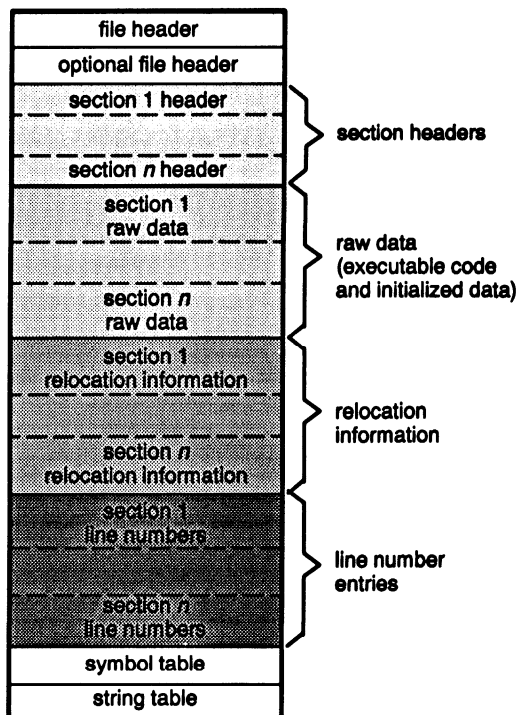 file header
optional file header
section 1 header
section n header
section headers
section 1
raw data
section n
raw data
raw data
(executable code
and initialized data)
section 1
relocation information
section n
relocation information
relocation
information
section 1
line numbers
section n
line numbers
line number
entries
symbol table
string table